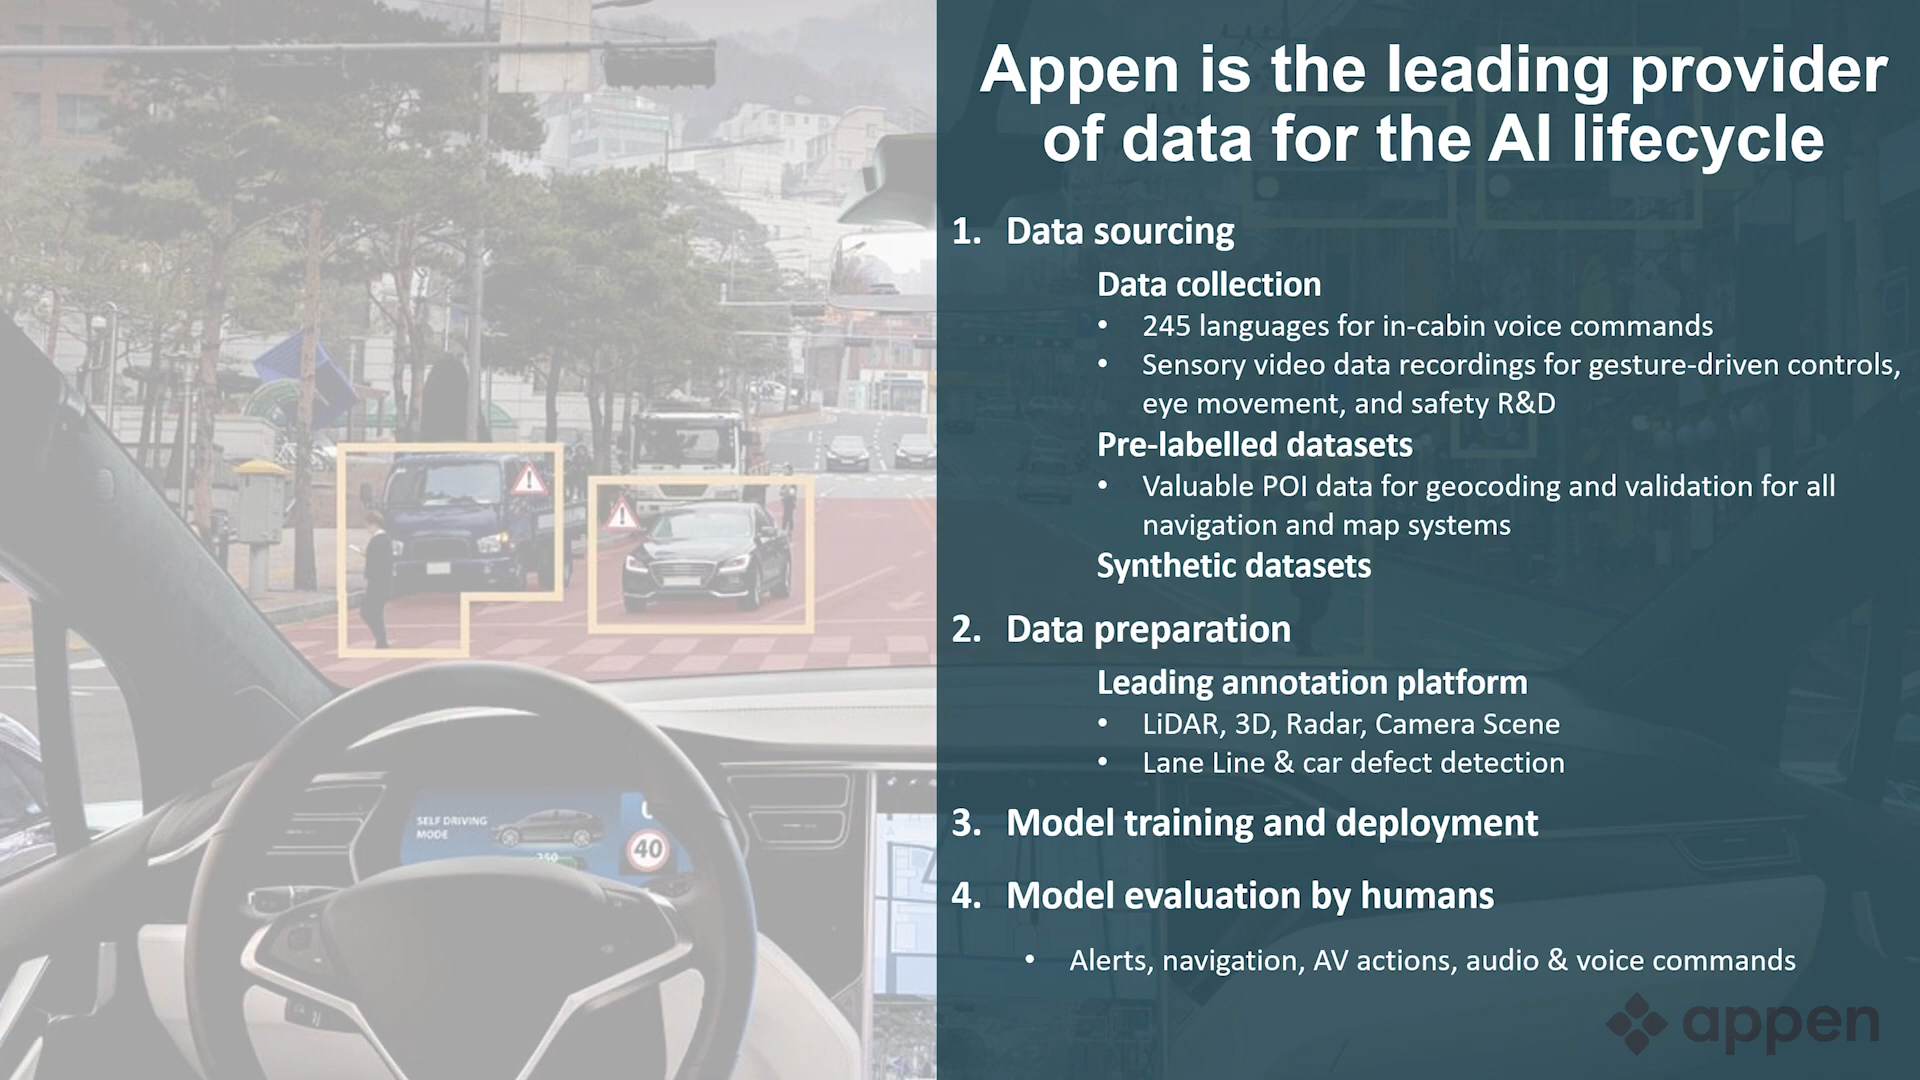 Appen is the leading provider
of data for the AI lifecycle
1. Data sourcing
Data collection
• 245 languages for in-cabin voice commands
• Sensory video data recordings for gesture-driven controls,
eye movement, and safety R&D
Pre-labelled datasets
• Valuable POI data for geocoding and validation for all
navigation and map systems
Synthetic datasets
2. Data preparation
Leading annotation platform
• LiDAR, 3D, Radar, Camera Scene
• Lane Line & car defect detection
3. Model training and deployment
4. Model evaluation by humans
• Alerts, navigation, AV actions, audio & voice commands
appen
SELF DRIVING
MODE
40